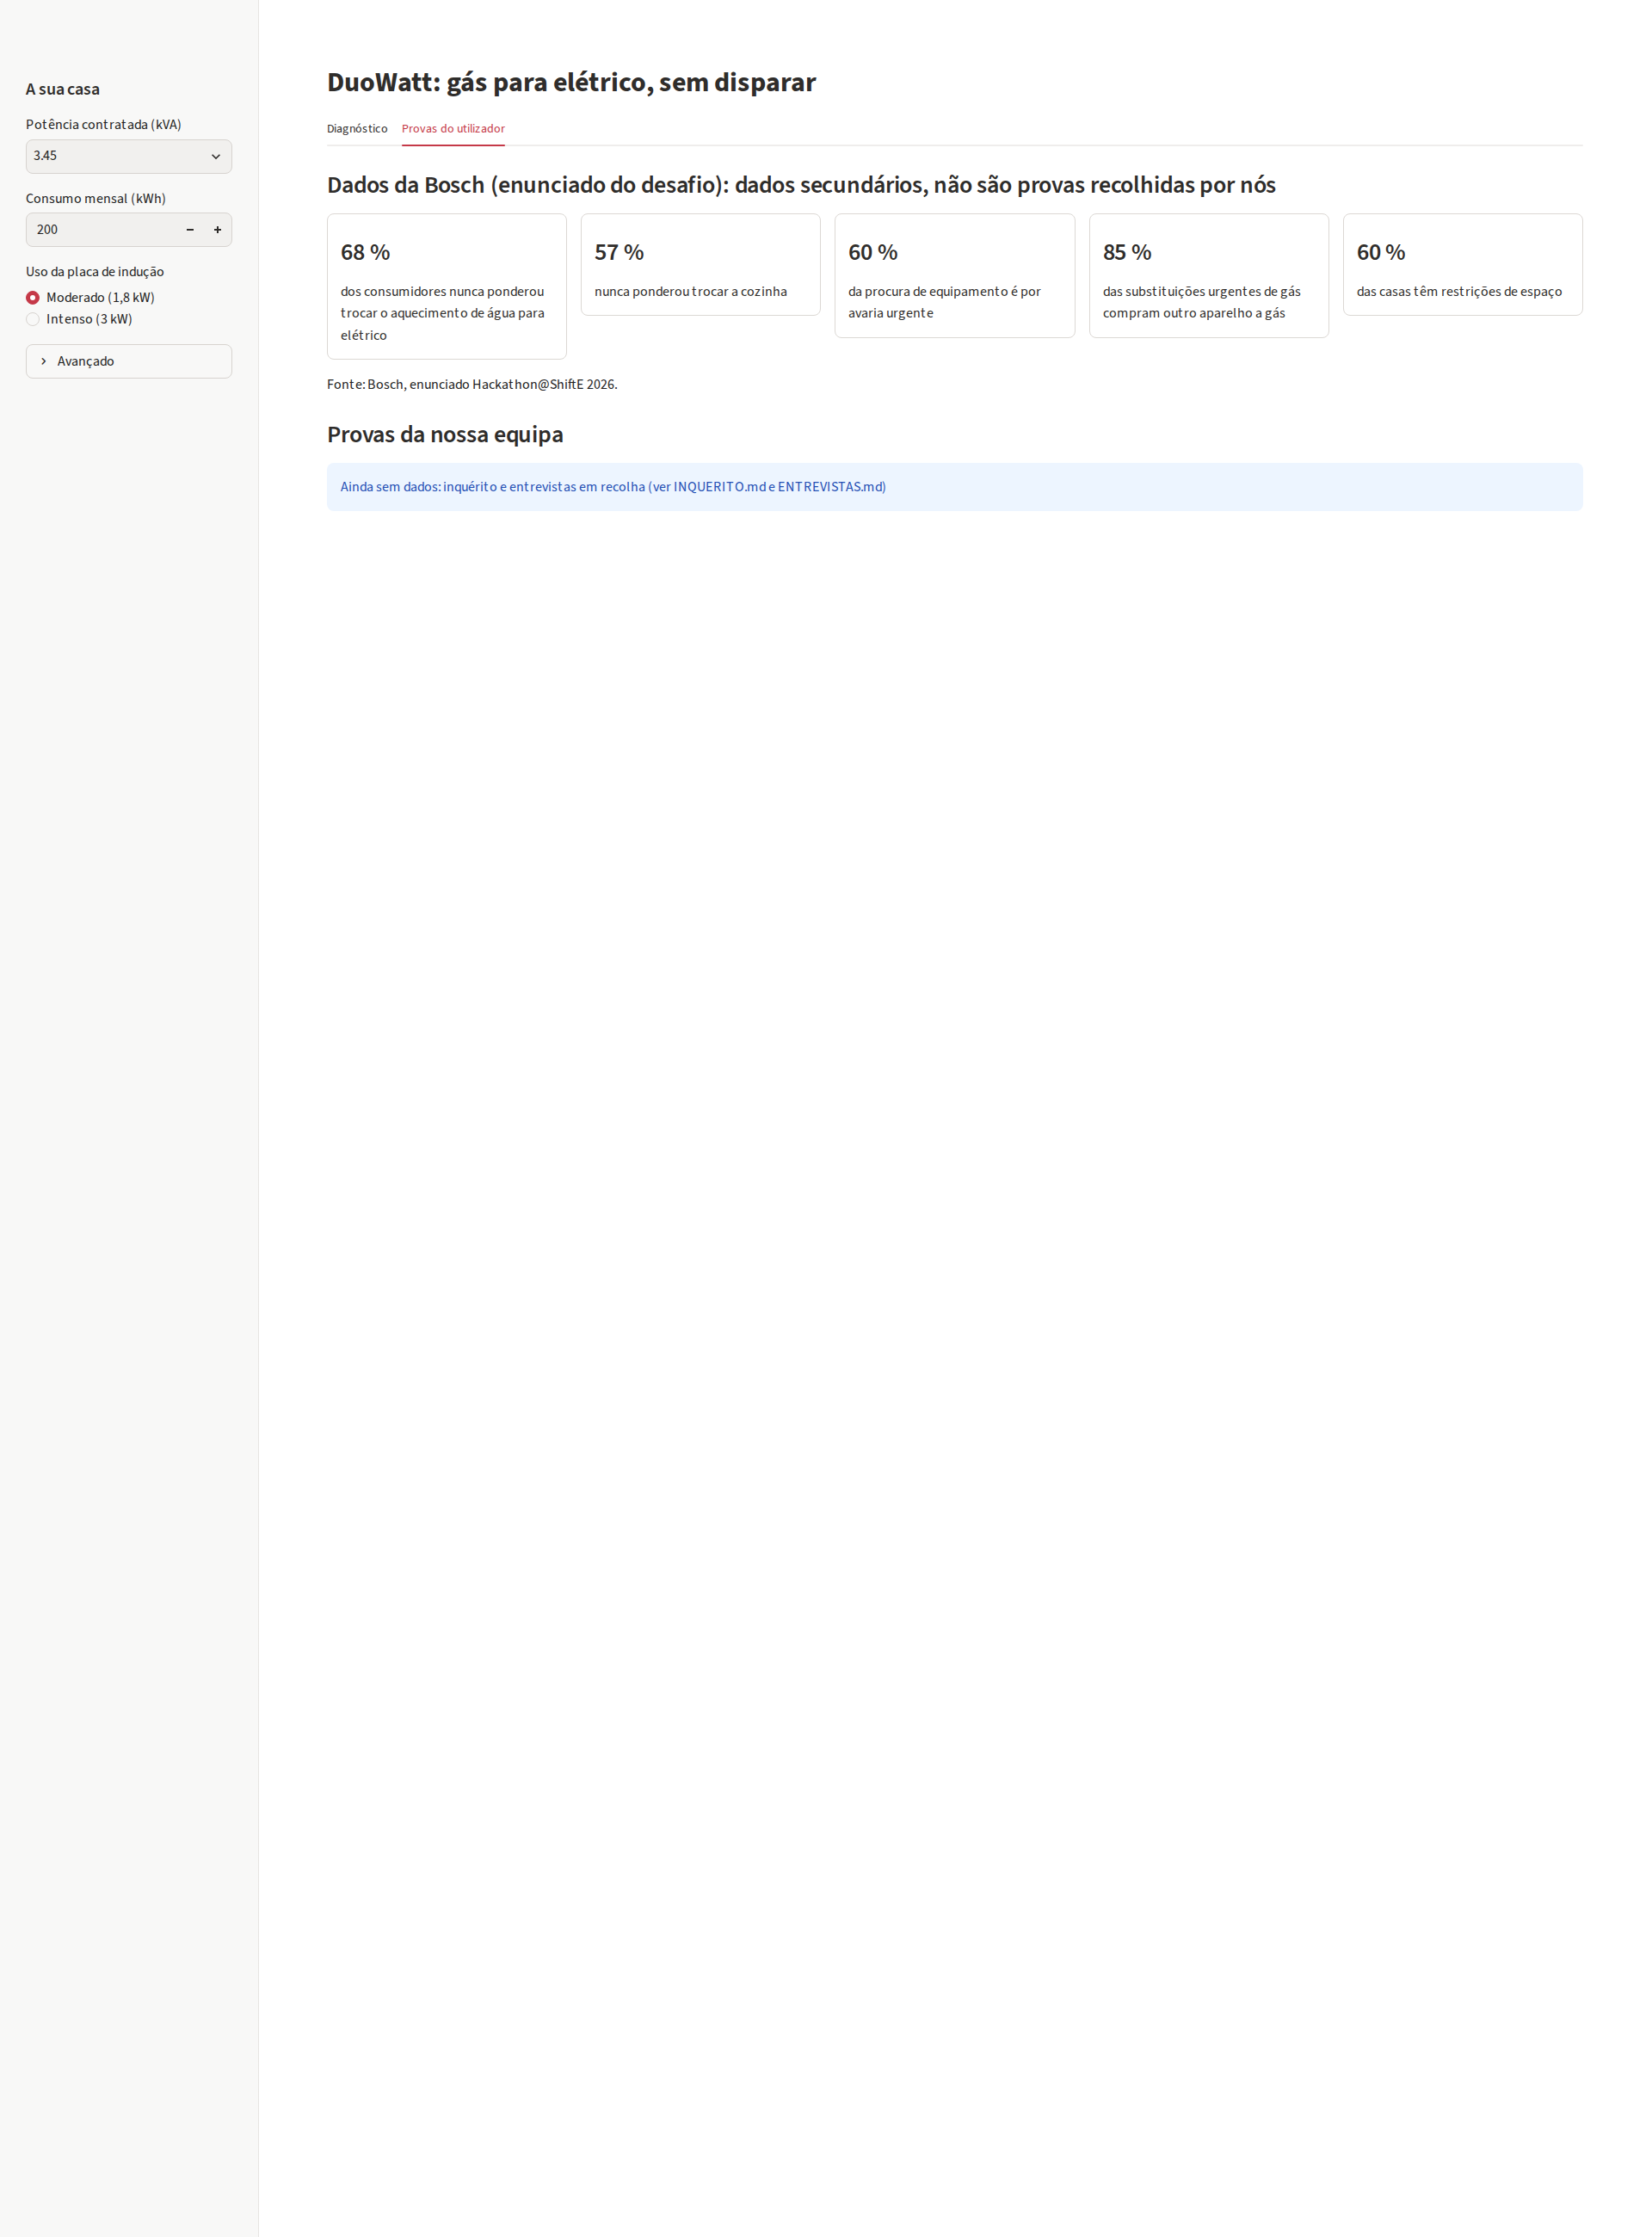 A sua casa
Potência contratada (kVA)
3.45
Consumo mensal (kWh)
200
Uso da placa de indução
Moderado (1,8 kW)
Intenso (3 kW)
Avançado
DuoWatt: gás para elétrico, sem disparar
Diagnóstico
Provas do utilizador
Dados da Bosch (enunciado do desafio): dados secundários, não são provas recolhidas por nós
68 %
dos consumidores nunca ponderou
trocar o aquecimento de água para
elétrico
57 %
nunca ponderou trocar a cozinha
60 %
da procura de equipamento é por
avaria urgente
85 %
das substituições urgentes de gás
compram outro aparelho a gás
60 %
das casas têm restrições de espaço
Fonte: Bosch, enunciado Hackathon@ShiftE 2026.
Provas da nossa equipa
Ainda sem dados: inquérito e entrevistas em recolha (ver INQUERITO.md e ENTREVISTAS.md)